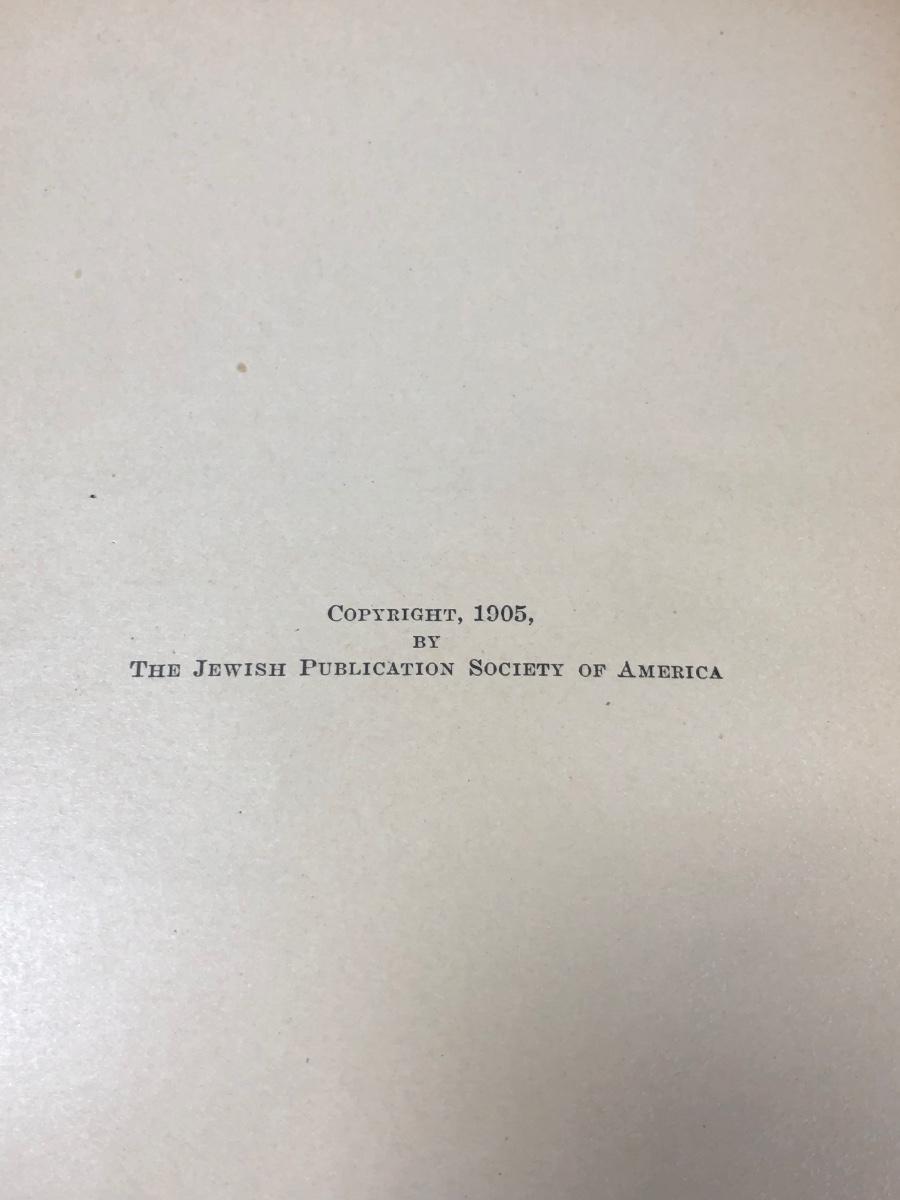 Copyright, 1905,
by
The Jewish Publication Society of America